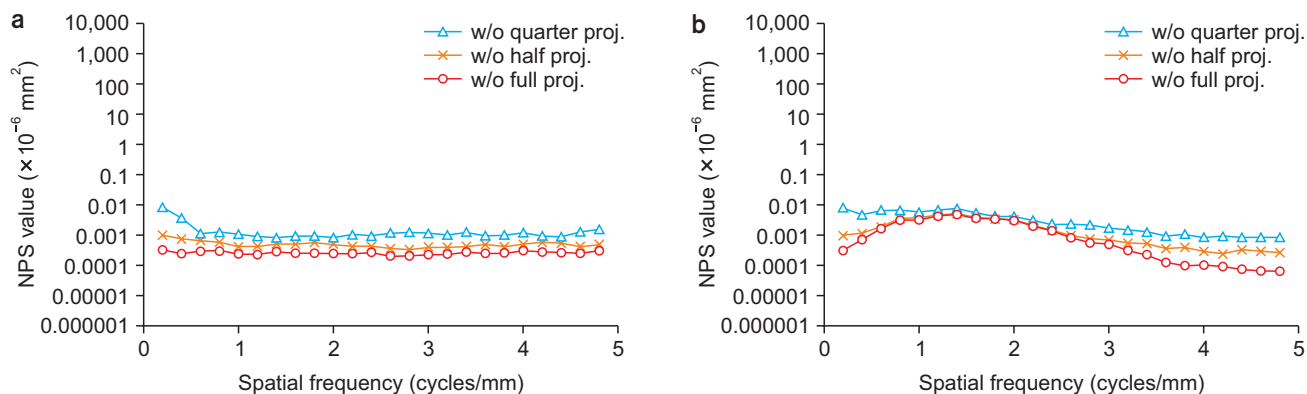 a
10,000
1,000
100
10
1
0.1
0.01
0.001
0.0001
0.00001
0.000001
NPS value (×10⁻⁶ mm²)
w/o quarter proj.
w/o half proj.
w/o full proj.
0 1 2 3 4 5
Spatial frequency (cycles/mm)
b
10,000
1,000
100
10
1
0.1
0.01
0.001
0.0001
0.00001
0.000001
NPS value (×10⁻⁶ mm²)
w/o quarter proj.
w/o half proj.
w/o full proj.
0 1 2 3 4 5
Spatial frequency (cycles/mm)